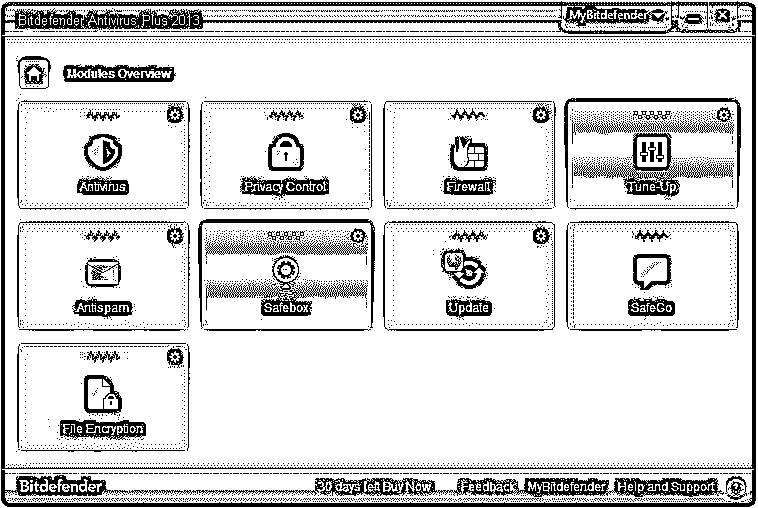 Bitdefender Antivirus Plus 2013 MyBitdefender
Modules Overview
Antivirus Privacy Control Firewall Tune-Up
Antispam Safebox Update SafeGo
File Encryption
Bitdefender 30 days left Buy Now Feedback MyBitdefender Help and Support